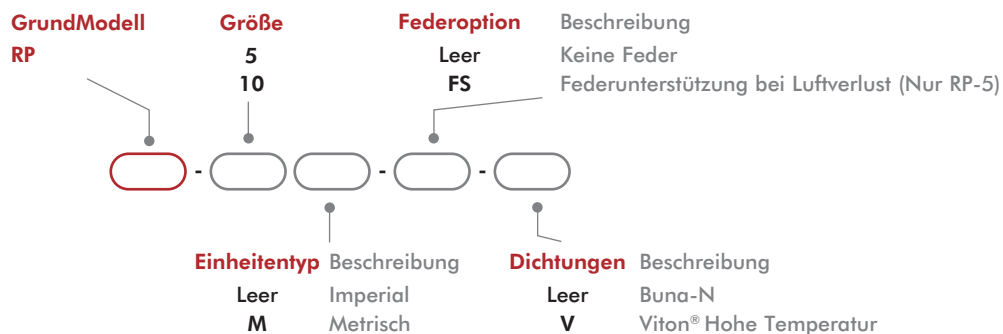 GrundModell Größe Federoption Beschreibung
RP 5 Leer Keine Feder
10 FS Federunterstützung bei Luftverlust (Nur RP-5)
- - -
Einheitentyp Beschreibung Dichtungen Beschreibung
Leer Imperial Leer Buna-N
M Metrisch V Viton® Hohe Temperatur